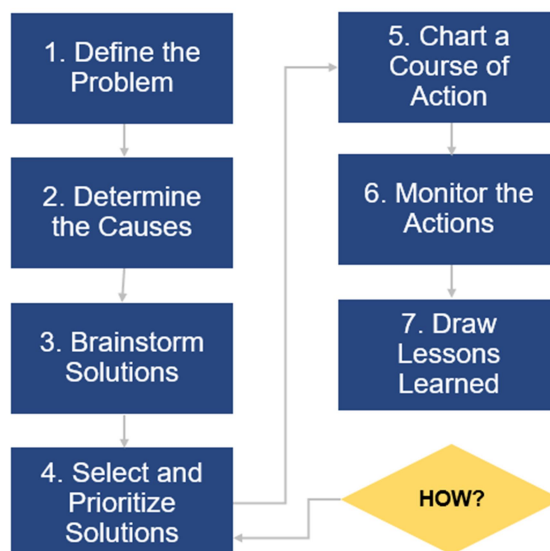 1. Define the
Problem
2. Determine
the Causes
3. Brainstorm
Solutions
4. Select and
Prioritize
Solutions
5. Chart a
Course of
Action
6. Monitor the
Actions
7. Draw
Lessons
Learned
HOW?